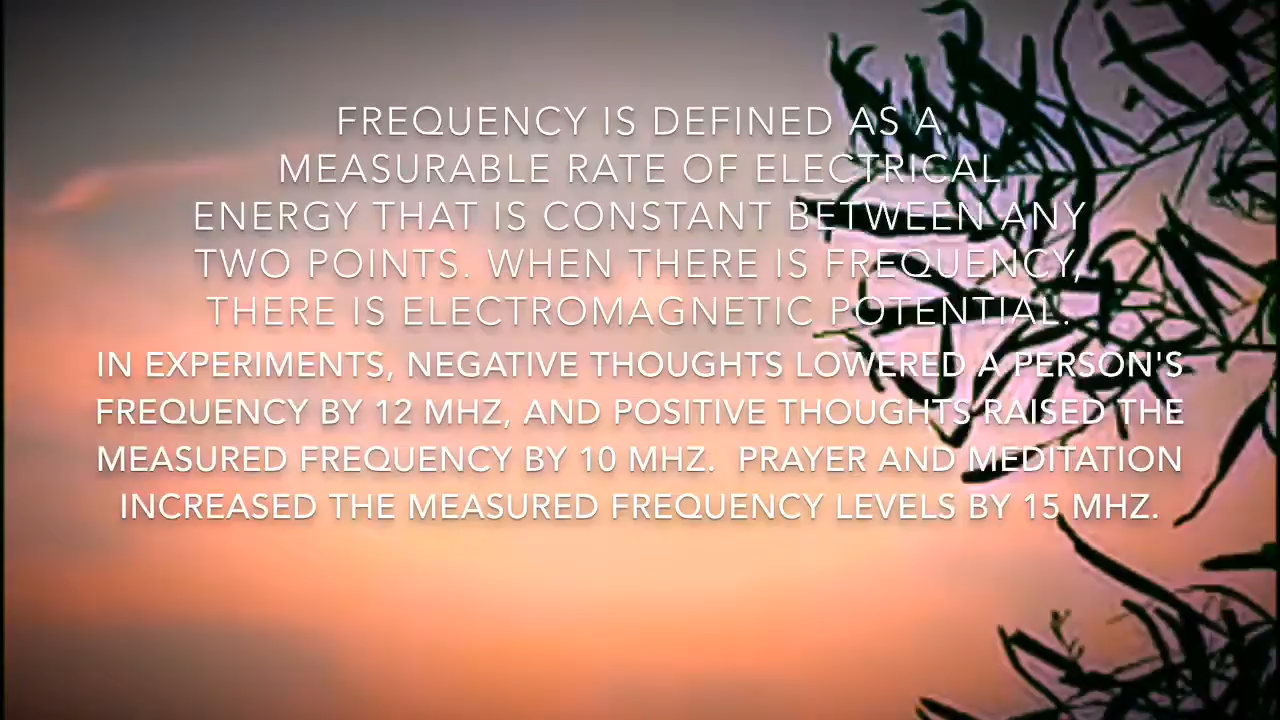 FREQUENCY IS DEFINED AS A
MEASURABLE RATE OF ELECTRICAL
ENERGY THAT IS CONSTANT BETWEEN ANY
TWO POINTS. WHEN THERE IS FREQUENCY,
THERE IS ELECTROMAGNETIC POTENTIAL.
IN EXPERIMENTS, NEGATIVE THOUGHTS LOWERED A PERSON'S
FREQUENCY BY 12 MHZ, AND POSITIVE THOUGHTS RAISED THE
MEASURED FREQUENCY BY 10 MHZ.  PRAYER AND MEDITATION
INCREASED THE MEASURED FREQUENCY LEVELS BY 15 MHZ.